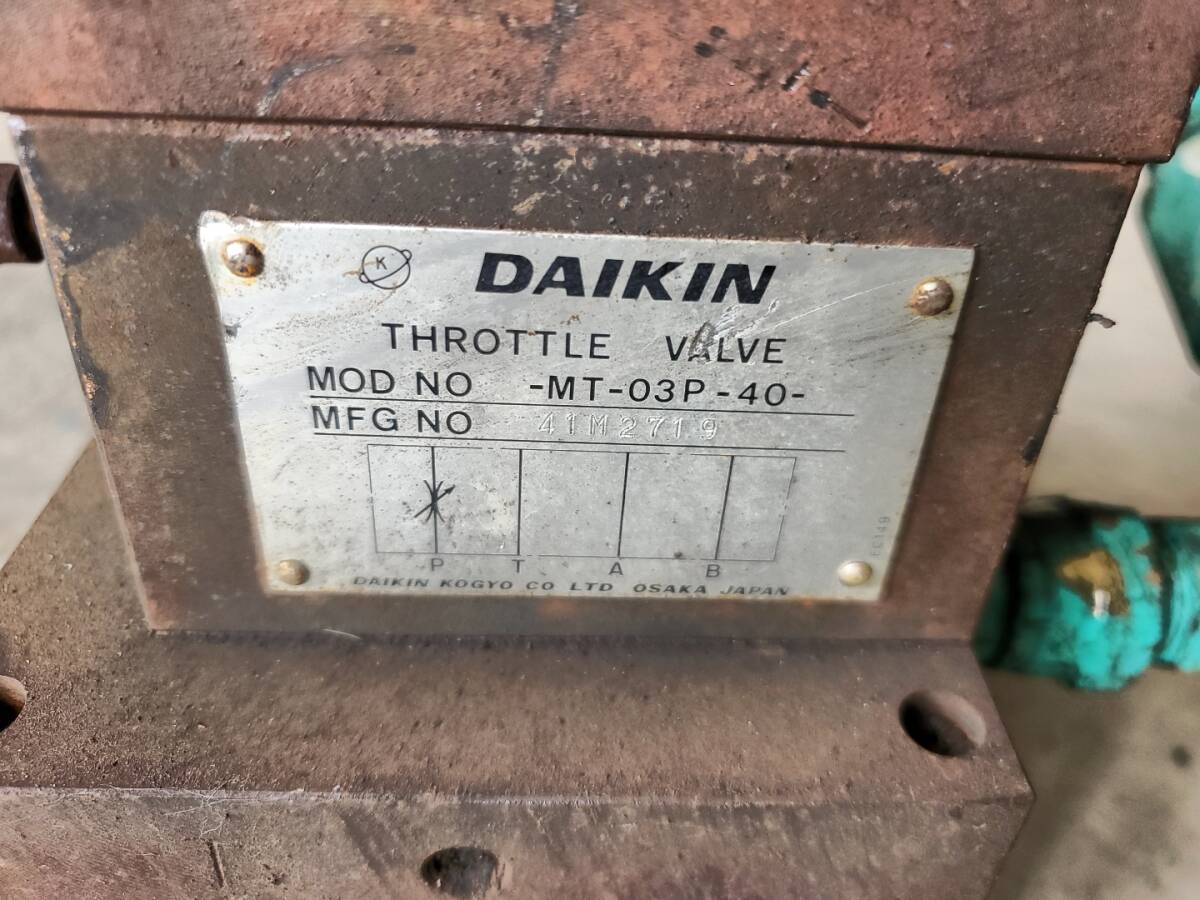 K DAIKIN
THROTTLE VALVE
MOD NO -MT-03P-40-
MFG NO 41M2719
P T A B
DAIKIN KOGYO CO LTD OSAKA JAPAN